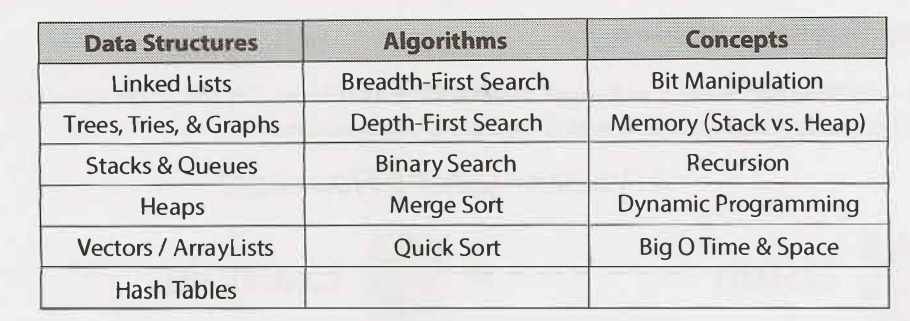 Data Structures Algorithms Concepts
Linked Lists Breadth-First Search Bit Manipulation
Trees, Tries, & Graphs Depth-First Search Memory (Stack vs. Heap)
Stacks & Queues Binary Search Recursion
Heaps Merge Sort Dynamic Programming
Vectors / ArrayLists Quick Sort Big O Time & Space
Hash Tables